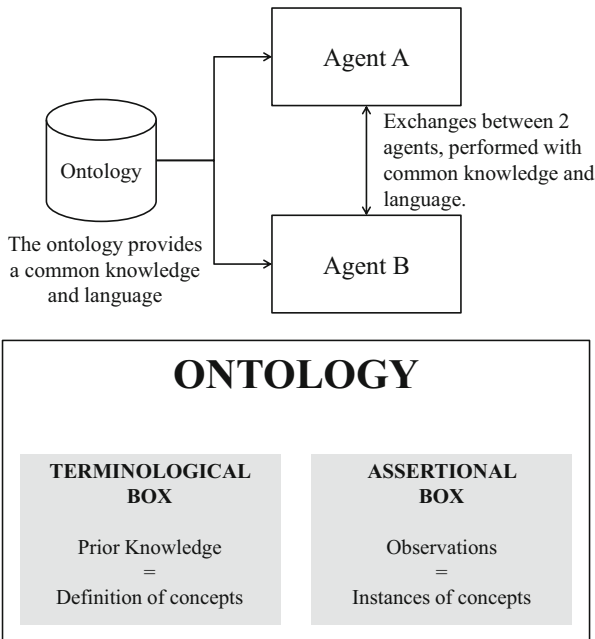 Agent A
Exchanges between 2
agents, performed with
common knowledge and
language.
Ontology
The ontology provides
a common knowledge
and language
Agent B
ONTOLOGY
TERMINOLOGICAL
BOX
Prior Knowledge
=
Definition of concepts
ASSERTIONAL
BOX
Observations
=
Instances of concepts